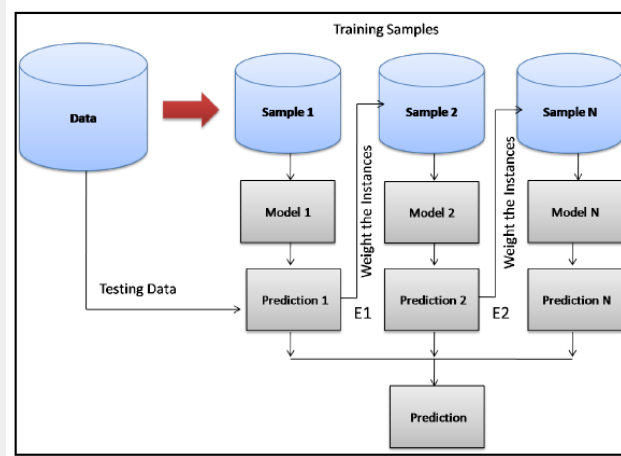 Training Samples
Data
Sample 1
Sample 2
Sample N
Weight the Instances
Weight the Instances
Model 1
Model 2
Model N
Testing Data
Prediction 1
E1
Prediction 2
E2
Prediction N
Prediction